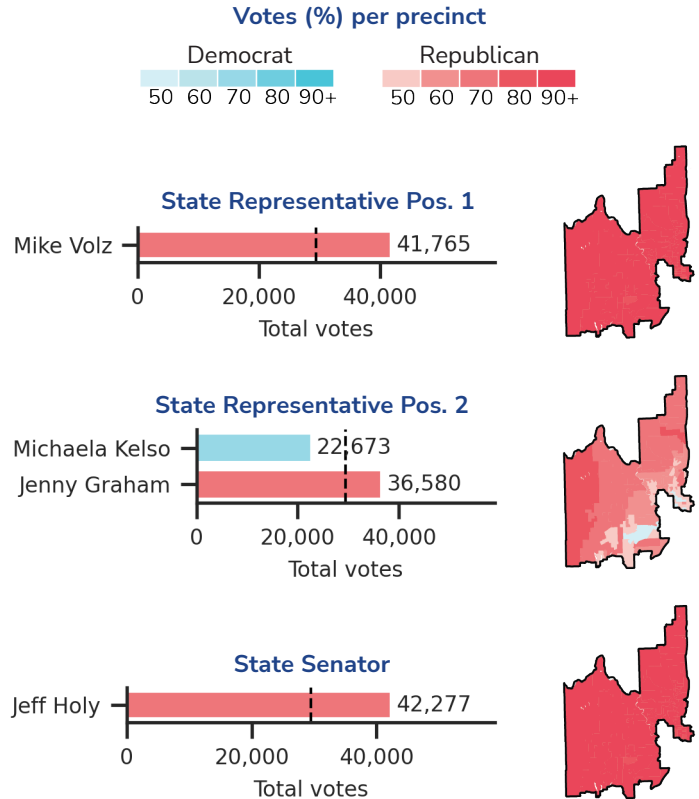 Votes (%) per precinct
Democrat Republican
50 60 70 80 90+ 50 60 70 80 90+
State Representative Pos. 1
Mike Volz 41,765
0 20,000 40,000
Total votes
State Representative Pos. 2
Michaela Kelso 22,673
Jenny Graham 36,580
0 20,000 40,000
Total votes
State Senator
Jeff Holy 42,277
0 20,000 40,000
Total votes